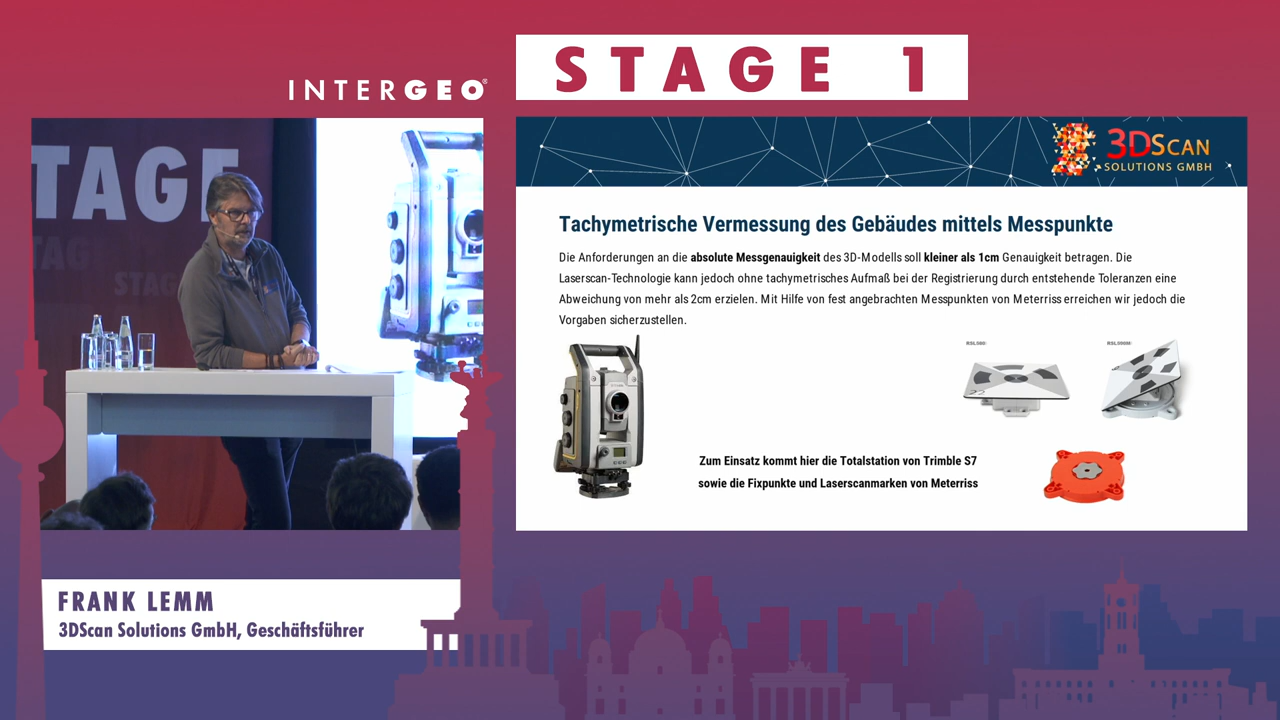 STAGE 1
INTERGEO®
TAGE
TAGE
STAGE
3DSCAN
SOLUTIONS GMBH
Tachymetrische Vermessung des Gebäudes mittels Messpunkte
Die Anforderungen an die absolute Messgenauigkeit des 3D-Modells soll kleiner als 1cm Genauigkeit betragen. Die
Laserscan-Technologie kann jedoch ohne tachymetrisches Aufmaß bei der Registrierung durch entstehende Toleranzen eine
Abweichung von mehr als 2cm erzielen. Mit Hilfe von fest angebrachten Messpunkten von Meterriss erreichen wir jedoch die
Vorgaben sicherzustellen.
Zum Einsatz kommt hier die Totalstation von Trimble S7
sowie die Fixpunkte und Laserscanmarken von Meterriss
FRANK LEMM
3DScan Solutions GmbH, Geschäftsführer